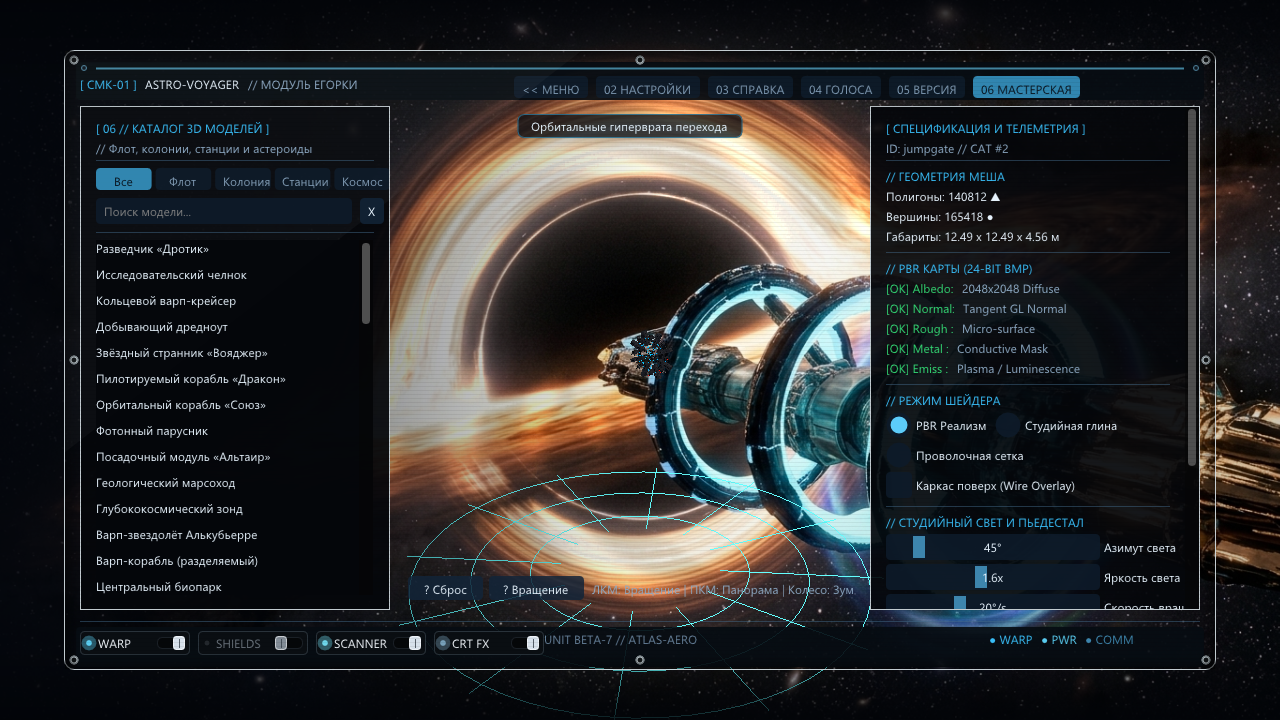 [ СМК-01 ] ASTRO-VOYAGER // МОДУЛЬ ЕГОРКИ
<< МЕНЮ
02 НАСТРОЙКИ
03 СПРАВКА
04 ГОЛОСА
05 ВЕРСИЯ
06 МАСТЕРСКАЯ
[ 06 // КАТАЛОГ 3D МОДЕЛЕЙ ]
// Флот, колонии, станции и астероиды
Все
Флот
Колония
Станции
Космос
Поиск модели...
X
Разведчик «Дротик»
Исследовательский челнок
Кольцевой варп-крейсер
Добывающий дредноут
Звёздный странник «Вояджер»
Пилотируемый корабль «Дракон»
Орбитальный корабль «Союз»
Фотонный парусник
Посадочный модуль «Альтаир»
Геологический марсоход
Глубококосмический зонд
Варп-звездолёт Алькубьерре
Варп-корабль (разделяемый)
Центральный биопарк
Орбитальные гиперврата перехода
? Сброс
? Вращение
ЛКМ: Вращение | ПКМ: Панорама | Колесо: Зум
[ СПЕЦИФИКАЦИЯ И ТЕЛЕМЕТРИЯ ]
ID: jumpgate // CAT #2
// ГЕОМЕТРИЯ МЕША
Полигоны: 140812 ▲
Вершины: 165418 ●
Габариты: 12.49 x 12.49 x 4.56 м
// PBR КАРТЫ (24-BIT BMP)
[OK] Albedo: 2048x2048 Diffuse
[OK] Normal: Tangent GL Normal
[OK] Rough : Micro-surface
[OK] Metal : Conductive Mask
[OK] Emiss : Plasma / Luminescence
// РЕЖИМ ШЕЙДЕРА
PBR Реализм
Студийная глина
Проволочная сетка
Каркас поверх (Wire Overlay)
// СТУДИЙНЫЙ СВЕТ И ПЬЕДЕСТАЛ
45° Азимут света
1.6x Яркость света
20°/s Скорость вращ
WARP
SHIELDS
SCANNER
CRT FX
UNIT BETA-7 // ATLAS-AERO
● WARP ● PWR ● COMM